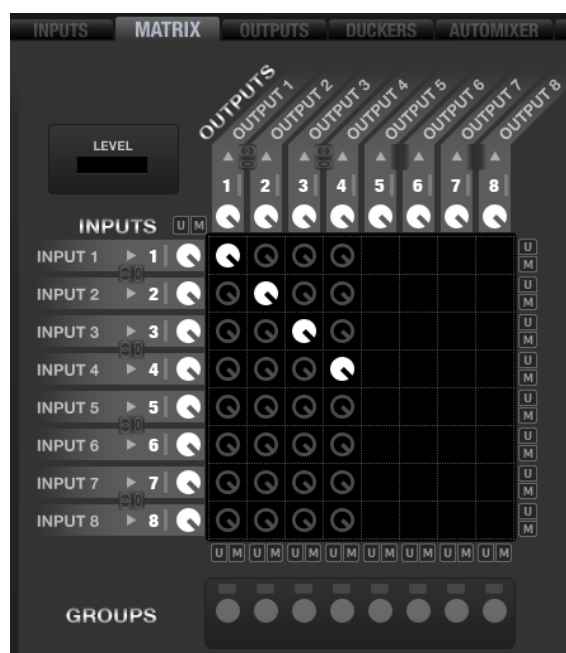 INPUTS MATRIX OUTPUTS DUCKERS AUTOMIXER
OUTPUTS
OUTPUT 1
OUTPUT 2
OUTPUT 3
OUTPUT 4
OUTPUT 5
OUTPUT 6
OUTPUT 7
OUTPUT 8
LEVEL
1 2 3 4 5 6 7 8
INPUTS U M
INPUT 1 1 U M
INPUT 2 2 U M
INPUT 3 3 U M
INPUT 4 4 U M
INPUT 5 5 U M
INPUT 6 6 U M
INPUT 7 7 U M
INPUT 8 8 U M
U M U M U M U M U M U M U M U M
GROUPS